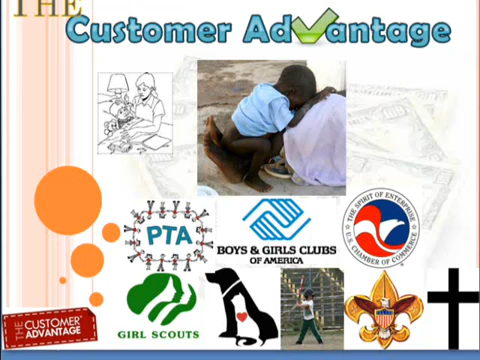 THE
Customer Advantage
PTA
BOYS & GIRLS CLUBS
OF AMERICA
THE SPIRIT OF ENTERPRISE
U.S. CHAMBER OF COMMERCE
GIRL SCOUTS
THE CUSTOMER
ADVANTAGE